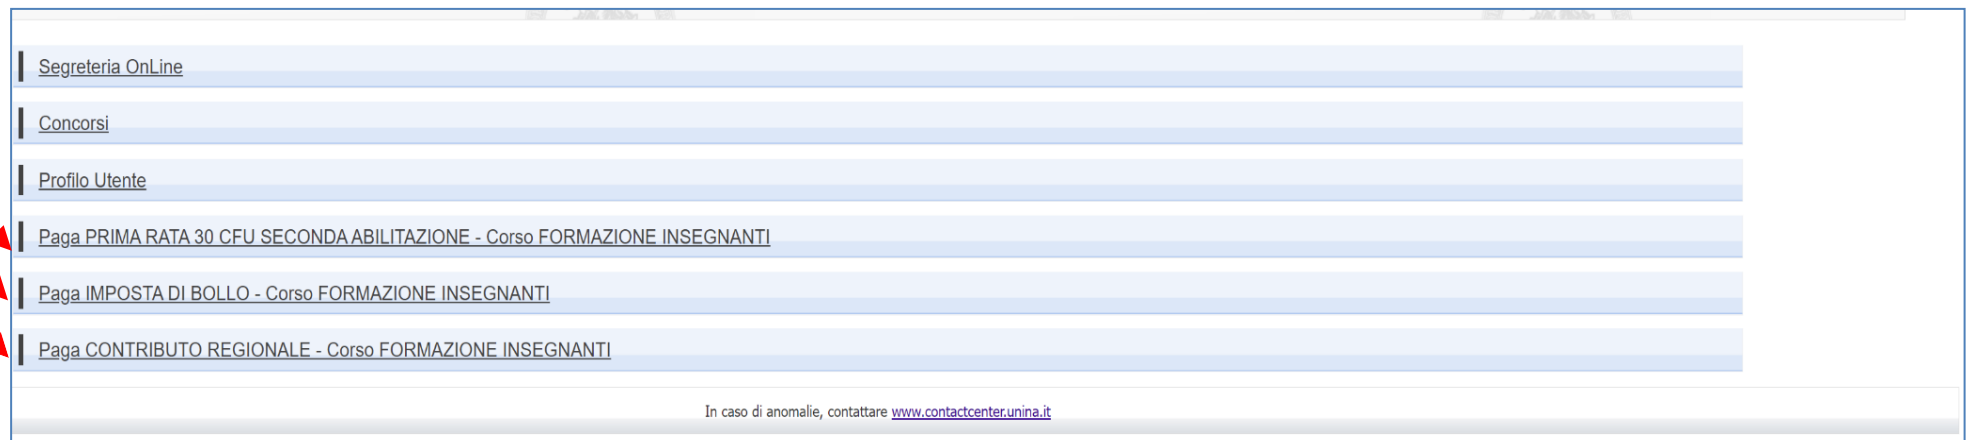 Segreteria OnLine
Concorsi
Profilo Utente
Paga PRIMA RATA 30 CFU SECONDA ABILITAZIONE - Corso FORMAZIONE INSEGNANTI
Paga IMPOSTA DI BOLLO - Corso FORMAZIONE INSEGNANTI
Paga CONTRIBUTO REGIONALE - Corso FORMAZIONE INSEGNANTI
In caso di anomalie, contattare www.contactcenter.unina.it